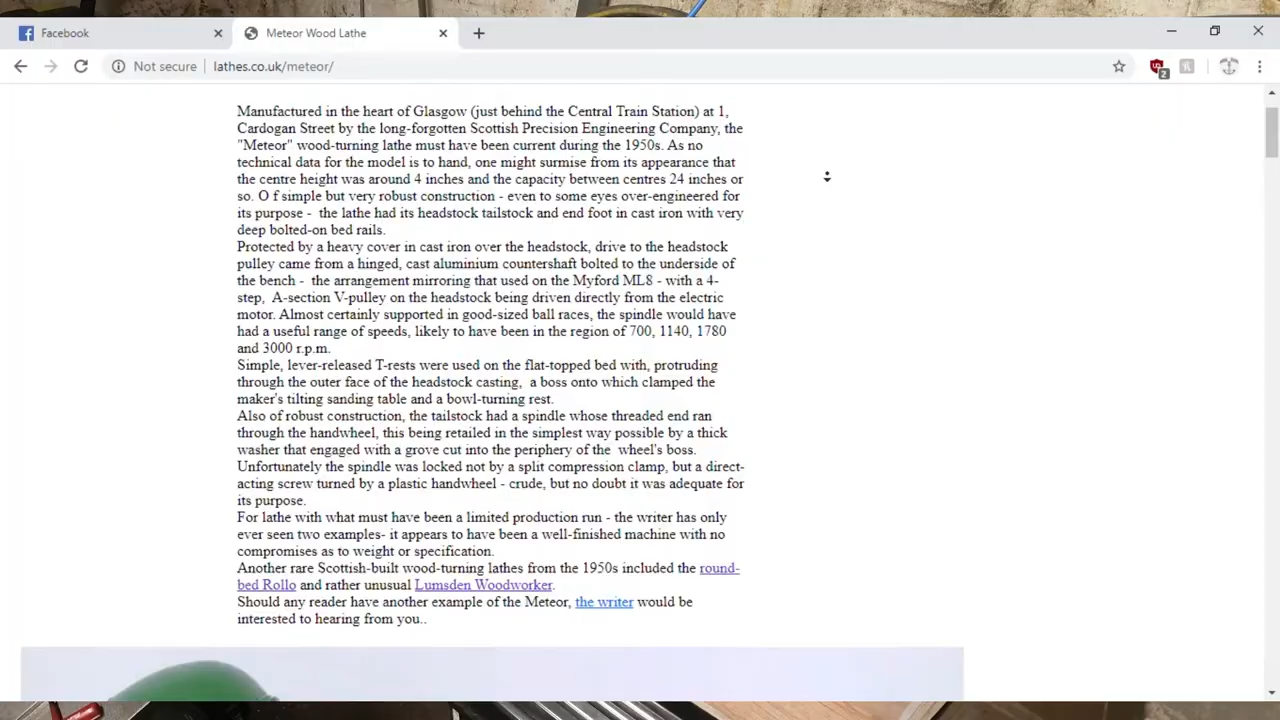 Facebook
Meteor Wood Lathe
Not secure
lathes.co.uk/meteor/
2
Manufactured in the heart of Glasgow (just behind the Central Train Station) at 1,
Cardogan Street by the long-forgotten Scottish Precision Engineering Company, the
"Meteor" wood-turning lathe must have been current during the 1950s. As no
technical data for the model is to hand, one might surmise from its appearance that
the centre height was around 4 inches and the capacity between centres 24 inches or
so. O f simple but very robust construction - even to some eyes over-engineered for
its purpose - the lathe had its headstock tailstock and end foot in cast iron with very
deep bolted-on bed rails.
Protected by a heavy cover in cast iron over the headstock, drive to the headstock
pulley came from a hinged, cast aluminium countershaft bolted to the underside of
the bench - the arrangement mirroring that used on the Myford ML8 - with a 4-
step, A-section V-pulley on the headstock being driven directly from the electric
motor. Almost certainly supported in good-sized ball races, the spindle would have
had a useful range of speeds, likely to have been in the region of 700, 1140, 1780
and 3000 r.p.m.
Simple, lever-released T-rests were used on the flat-topped bed with, protruding
through the outer face of the headstock casting, a boss onto which clamped the
maker's tilting sanding table and a bowl-turning rest.
Also of robust construction, the tailstock had a spindle whose threaded end ran
through the handwheel, this being retailed in the simplest way possible by a thick
washer that engaged with a grove cut into the periphery of the wheel's boss.
Unfortunately the spindle was locked not by a split compression clamp, but a direct-
acting screw turned by a plastic handwheel - crude, but no doubt it was adequate for
its purpose.
For lathe with what must have been a limited production run - the writer has only
ever seen two examples- it appears to have been a well-finished machine with no
compromises as to weight or specification.
Another rare Scottish-built wood-turning lathes from the 1950s included the round-
bed Rollo and rather unusual Lumsden Woodworker.
Should any reader have another example of the Meteor, the writer would be
interested to hearing from you..